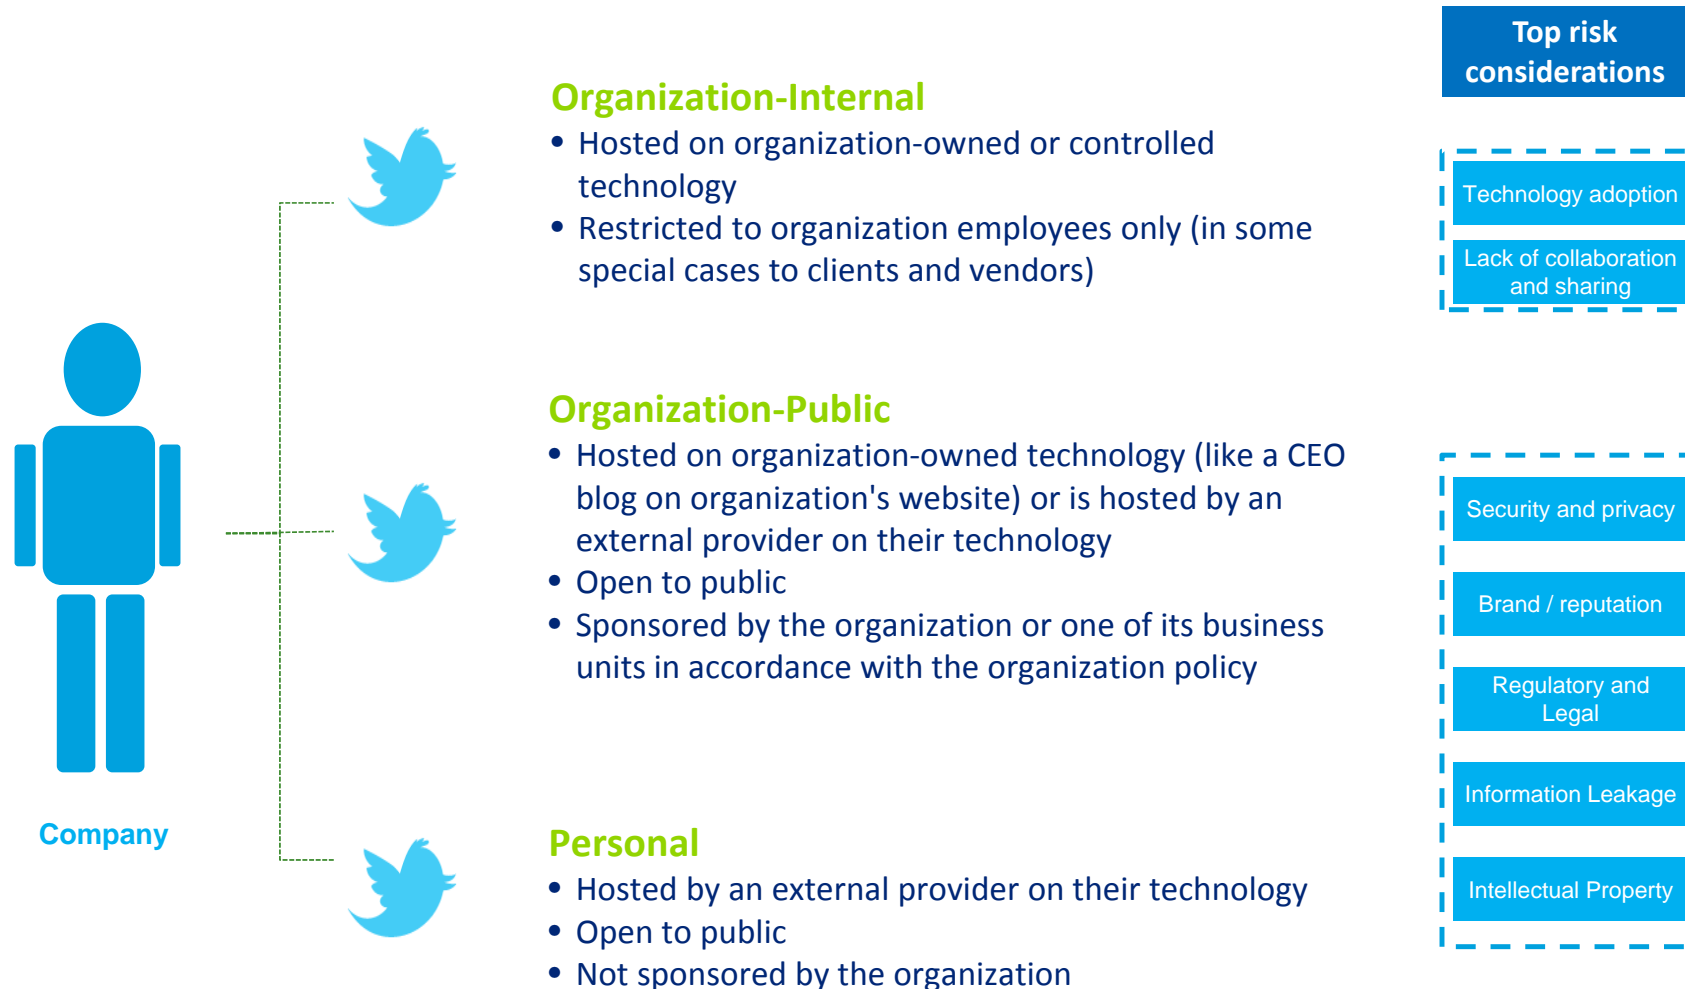 Top risk
considerations
Organization-Internal
• Hosted on organization-owned or controlled
technology
• Restricted to organization employees only (in some
special cases to clients and vendors)
Technology adoption
Lack of collaboration
and sharing
Organization-Public
• Hosted on organization-owned technology (like a CEO
blog on organization's website) or is hosted by an
external provider on their technology
• Open to public
• Sponsored by the organization or one of its business
units in accordance with the organization policy
Security and privacy
Brand / reputation
Regulatory and
Legal
Information Leakage
Intellectual Property
Company
Personal
• Hosted by an external provider on their technology
• Open to public
• Not sponsored by the organization